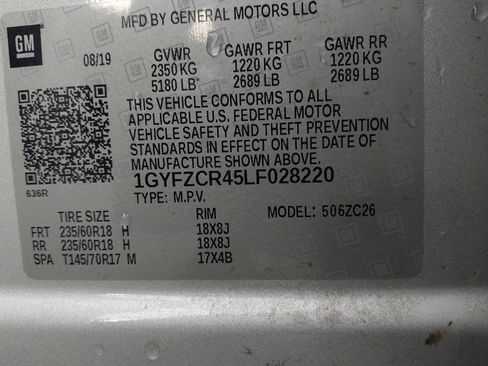 MFD BY GENERAL MOTORS LLC
GM
08/19 GVWR GAWR FRT GAWR RR
2350 KG 1220 KG 1220 KG
5180 LB 2689 LB 2689 LB
THIS VEHICLE CONFORMS TO ALL
APPLICABLE U.S. FEDERAL MOTOR
VEHICLE SAFETY AND THEFT PREVENTION
STANDARDS IN EFFECT ON THE DATE OF
MANUFACTURE SHOWN ABOVE.
636R
1GYFZCR45LF028220
TYPE: M.P.V.
TIRE SIZE RIM MODEL: 506ZC26
FRT 235/60R18 H 18X8J
RR 235/60R18 H 18X8J
SPA T145/70R17 M 17X4B